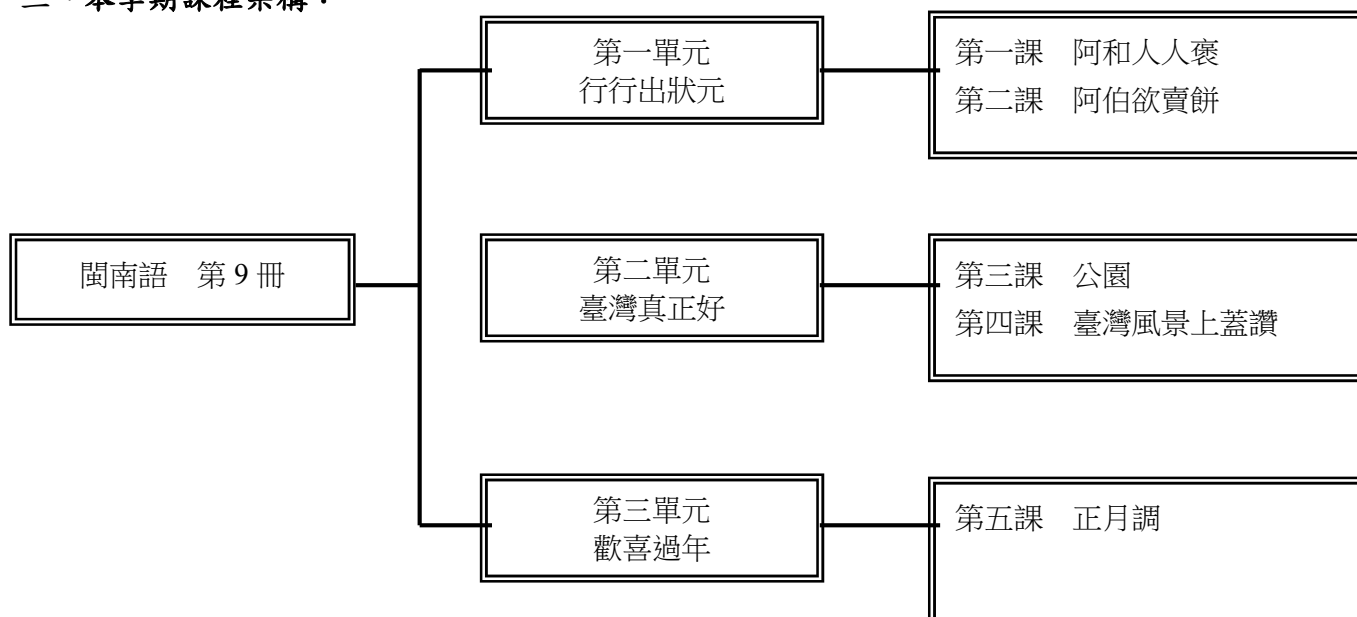 本學期課程架構：
第一單元
行行出狀元
第一課　阿和人人褒
第二課　阿伯欲賣餅
閩南語　第 9 冊
第二單元
臺灣真正好
第三課　公園
第四課　臺灣風景上蓋讚
第三單元
歡喜過年
第五課　正月調